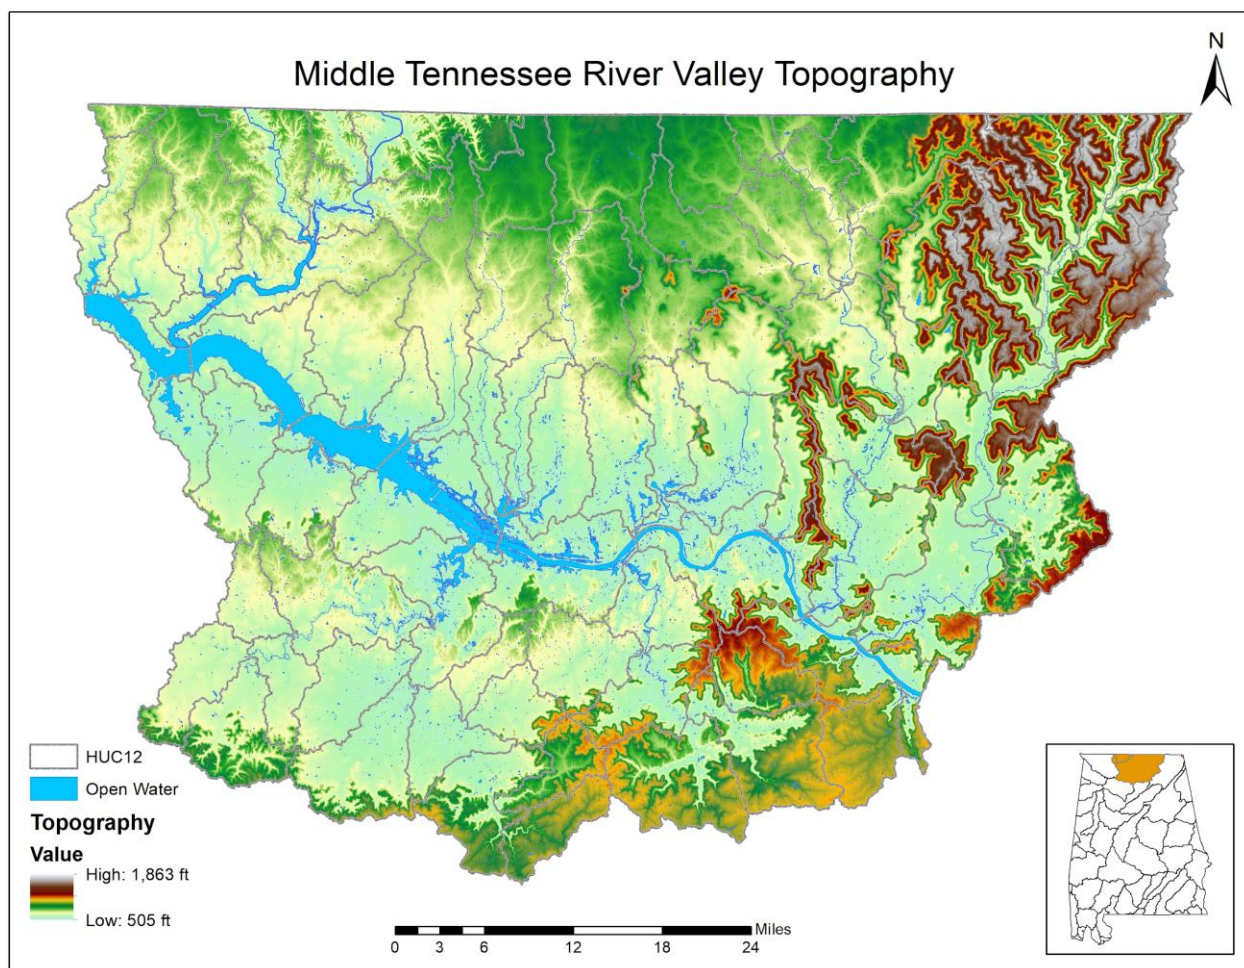 Middle Tennessee River Valley Topography
N
HUC12
Open Water
Topography
Value
High: 1,863 ft
Low: 505 ft
Miles
0 3 6 12 18 24